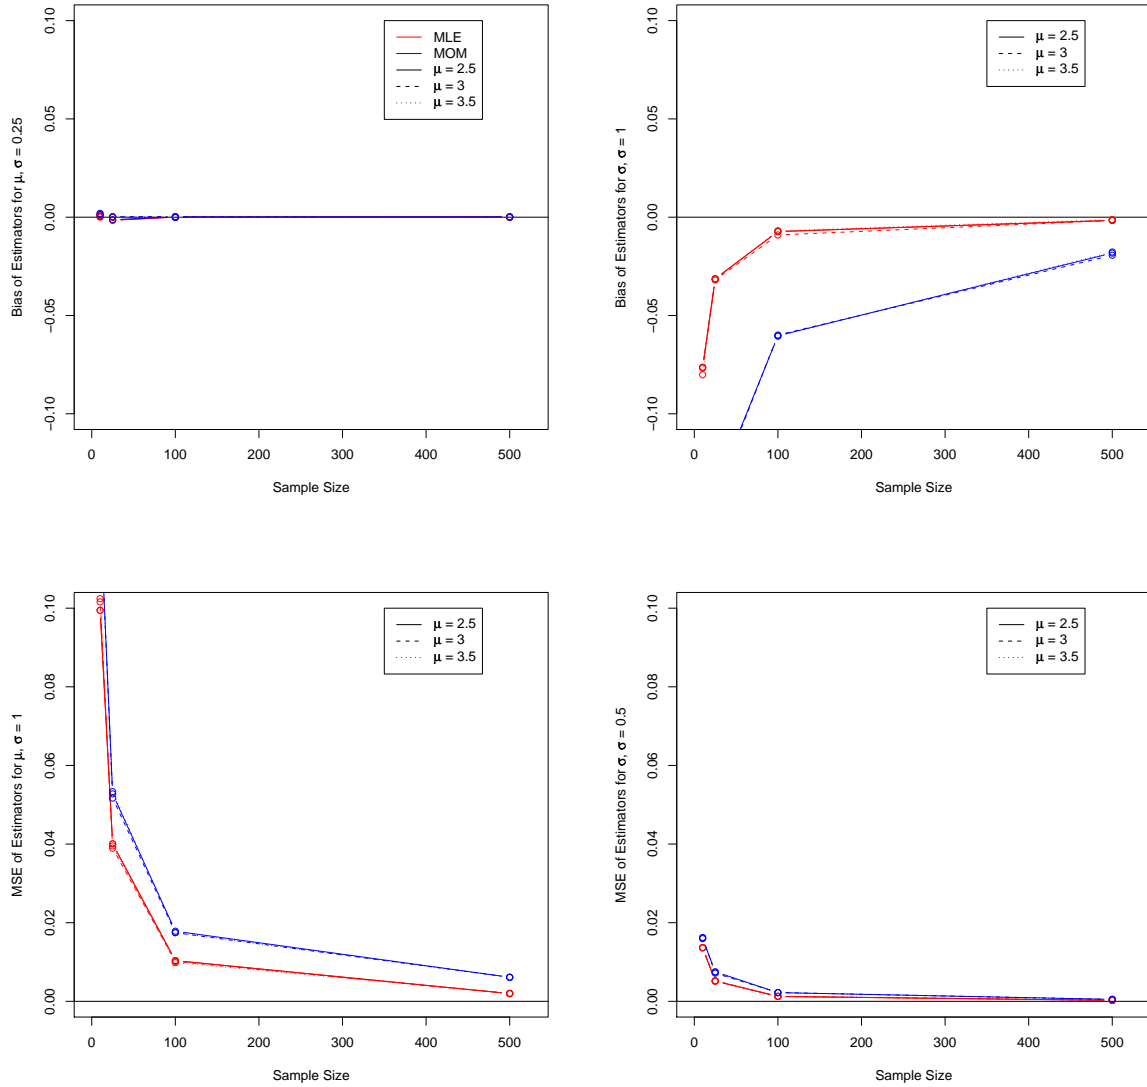 Bias of Estimators for μ, σ = 0.25
0.10
0.05
0.00
−0.05
−0.10
MLE
MOM
μ = 2.5
μ = 3
μ = 3.5
0
100
200
300
400
500
Sample Size
Bias of Estimators for σ, σ = 1
0.10
0.05
0.00
−0.05
−0.10
μ = 2.5
μ = 3
μ = 3.5
0
100
200
300
400
500
Sample Size
MSE of Estimators for μ, σ = 1
0.10
0.08
0.06
0.04
0.02
0.00
μ = 2.5
μ = 3
μ = 3.5
0
100
200
300
400
500
Sample Size
MSE of Estimators for σ, σ = 0.5
0.10
0.08
0.06
0.04
0.02
0.00
μ = 2.5
μ = 3
μ = 3.5
0
100
200
300
400
500
Sample Size